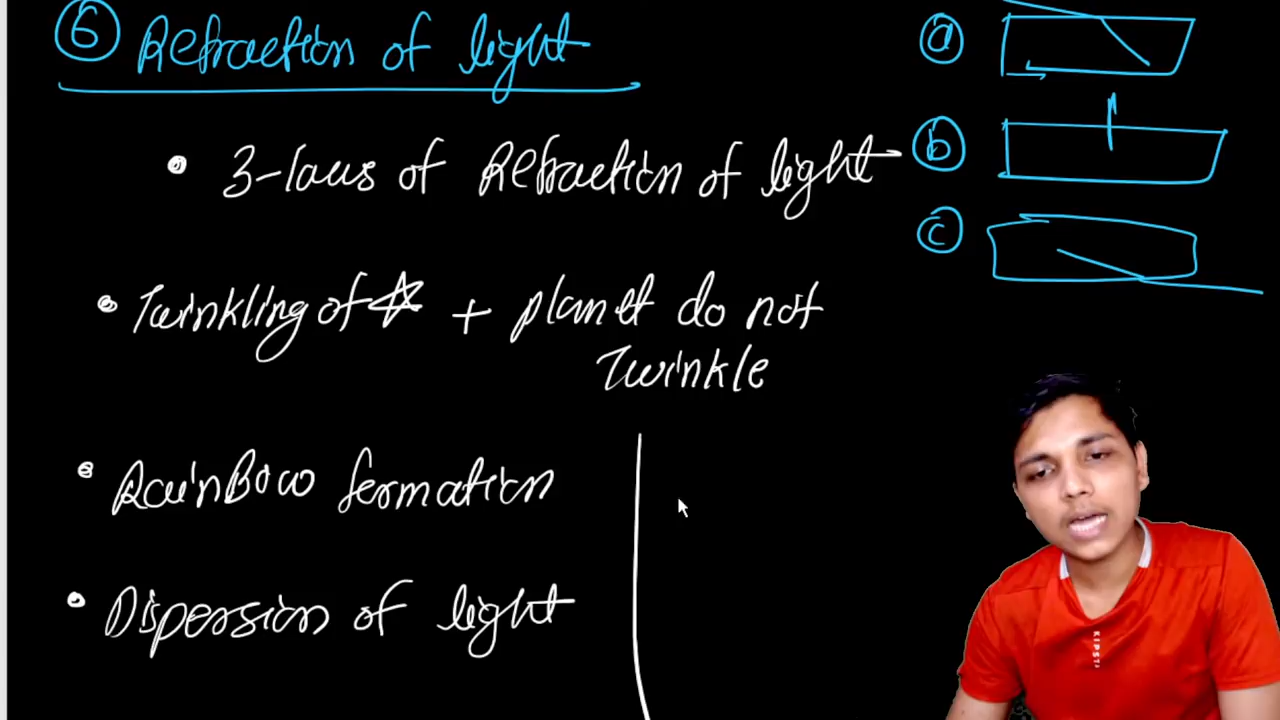 6 Refraction of light
• 3-laws of Refraction of light
a
b
c
• Twinkling of ☆ + planet do not
Twinkle
• RainBow formation
• Dispersion of light
KIPSTA